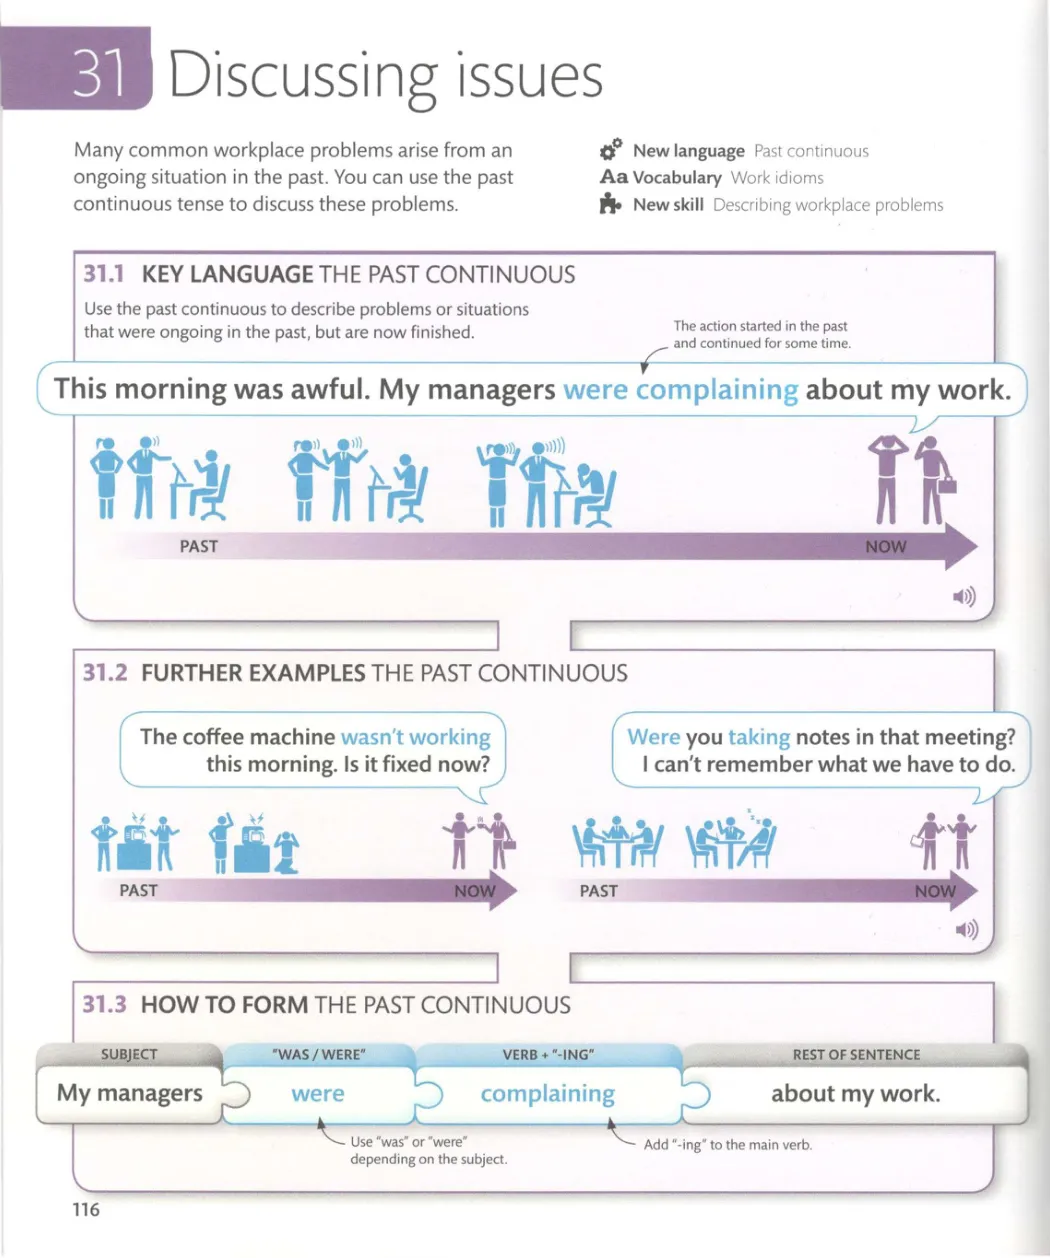 31 Discussing issues
Many common workplace problems arise from an
ongoing situation in the past. You can use the past
continuous tense to discuss these problems.
New language Past continuous
Aa Vocabulary Work idioms
New skill Describing workplace problems
31.1 KEY LANGUAGE THE PAST CONTINUOUS
Use the past continuous to describe problems or situations
that were ongoing in the past, but are now finished.
The action started in the past
and continued for some time.
This morning was awful. My managers were complaining about my work.
PAST
NOW
31.2 FURTHER EXAMPLES THE PAST CONTINUOUS
The coffee machine wasn't working
this morning. Is it fixed now?
PAST
NOW
Were you taking notes in that meeting?
I can't remember what we have to do.
PAST
NOW
31.3 HOW TO FORM THE PAST CONTINUOUS
SUBJECT
"WAS / WERE"
VERB + "-ING"
REST OF SENTENCE
My managers
were
complaining
about my work.
Use "was" or "were"
depending on the subject.
Add "-ing" to the main verb.
116